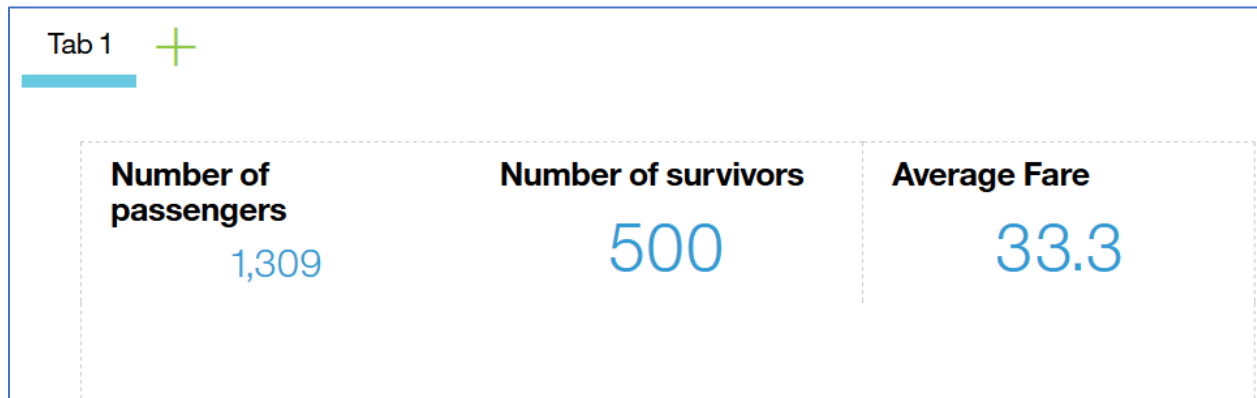 Tab 1
Number of
passengers
1,309
Number of survivors
500
Average Fare
33.3